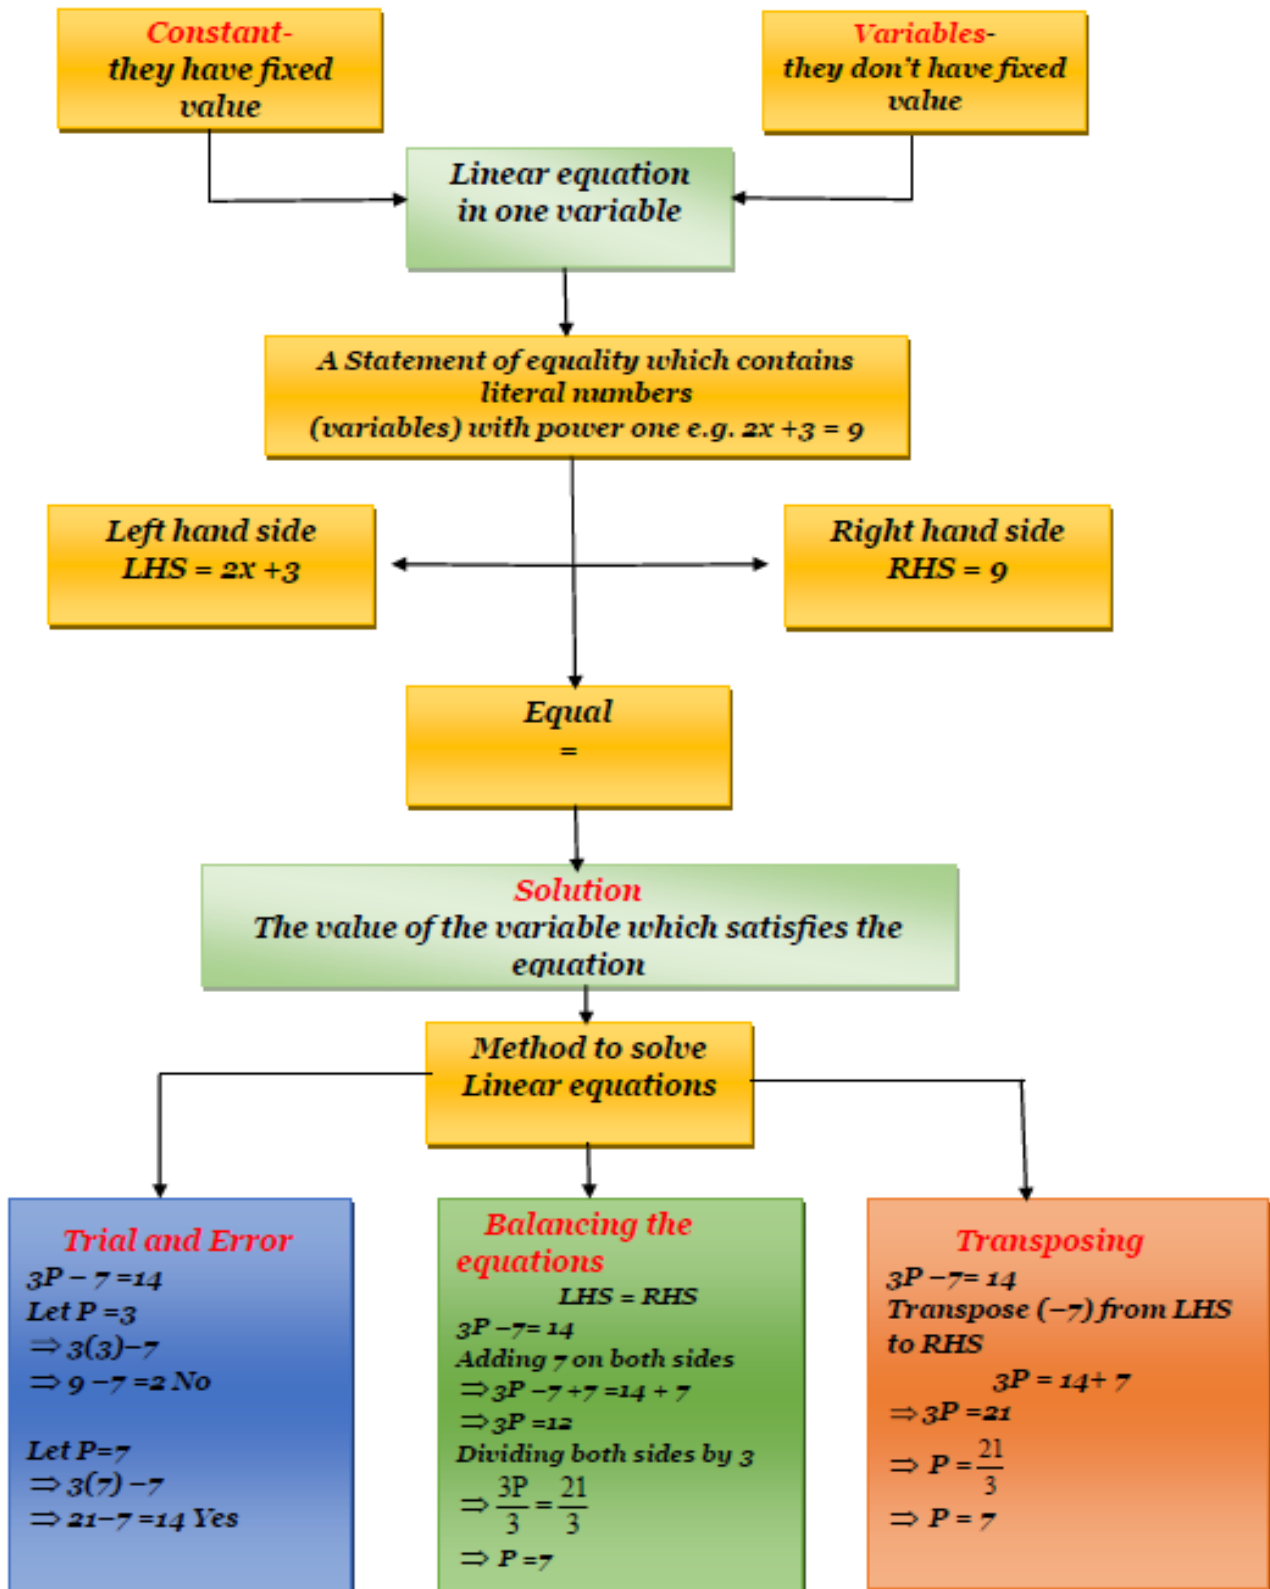 Constant-
they have fixed
value
Variables-
they don't have fixed
value
Linear equation
in one variable
A Statement of equality which contains
literal numbers
(variables) with power one e.g. 2x +3 = 9
Left hand side
LHS = 2x +3
Right hand side
RHS = 9
Equal
=
Solution
The value of the variable which satisfies the
equation
Method to solve
Linear equations
Trial and Error
3P – 7 =14
Let P =3
⇒ 3(3)–7
⇒ 9 –7 =2 No
Let P=7
⇒ 3(7) –7
⇒ 21–7 =14 Yes
Balancing the
equations
LHS = RHS
3P –7= 14
Adding 7 on both sides
⇒ 3P –7 +7 =14 + 7
⇒ 3P =12
Dividing both sides by 3
⇒ 3P/3 = 21/3
⇒ P =7
Transposing
3P –7= 14
Transpose (–7) from LHS
to RHS
3P = 14+ 7
⇒ 3P =21
⇒ P = 21/3
⇒ P = 7